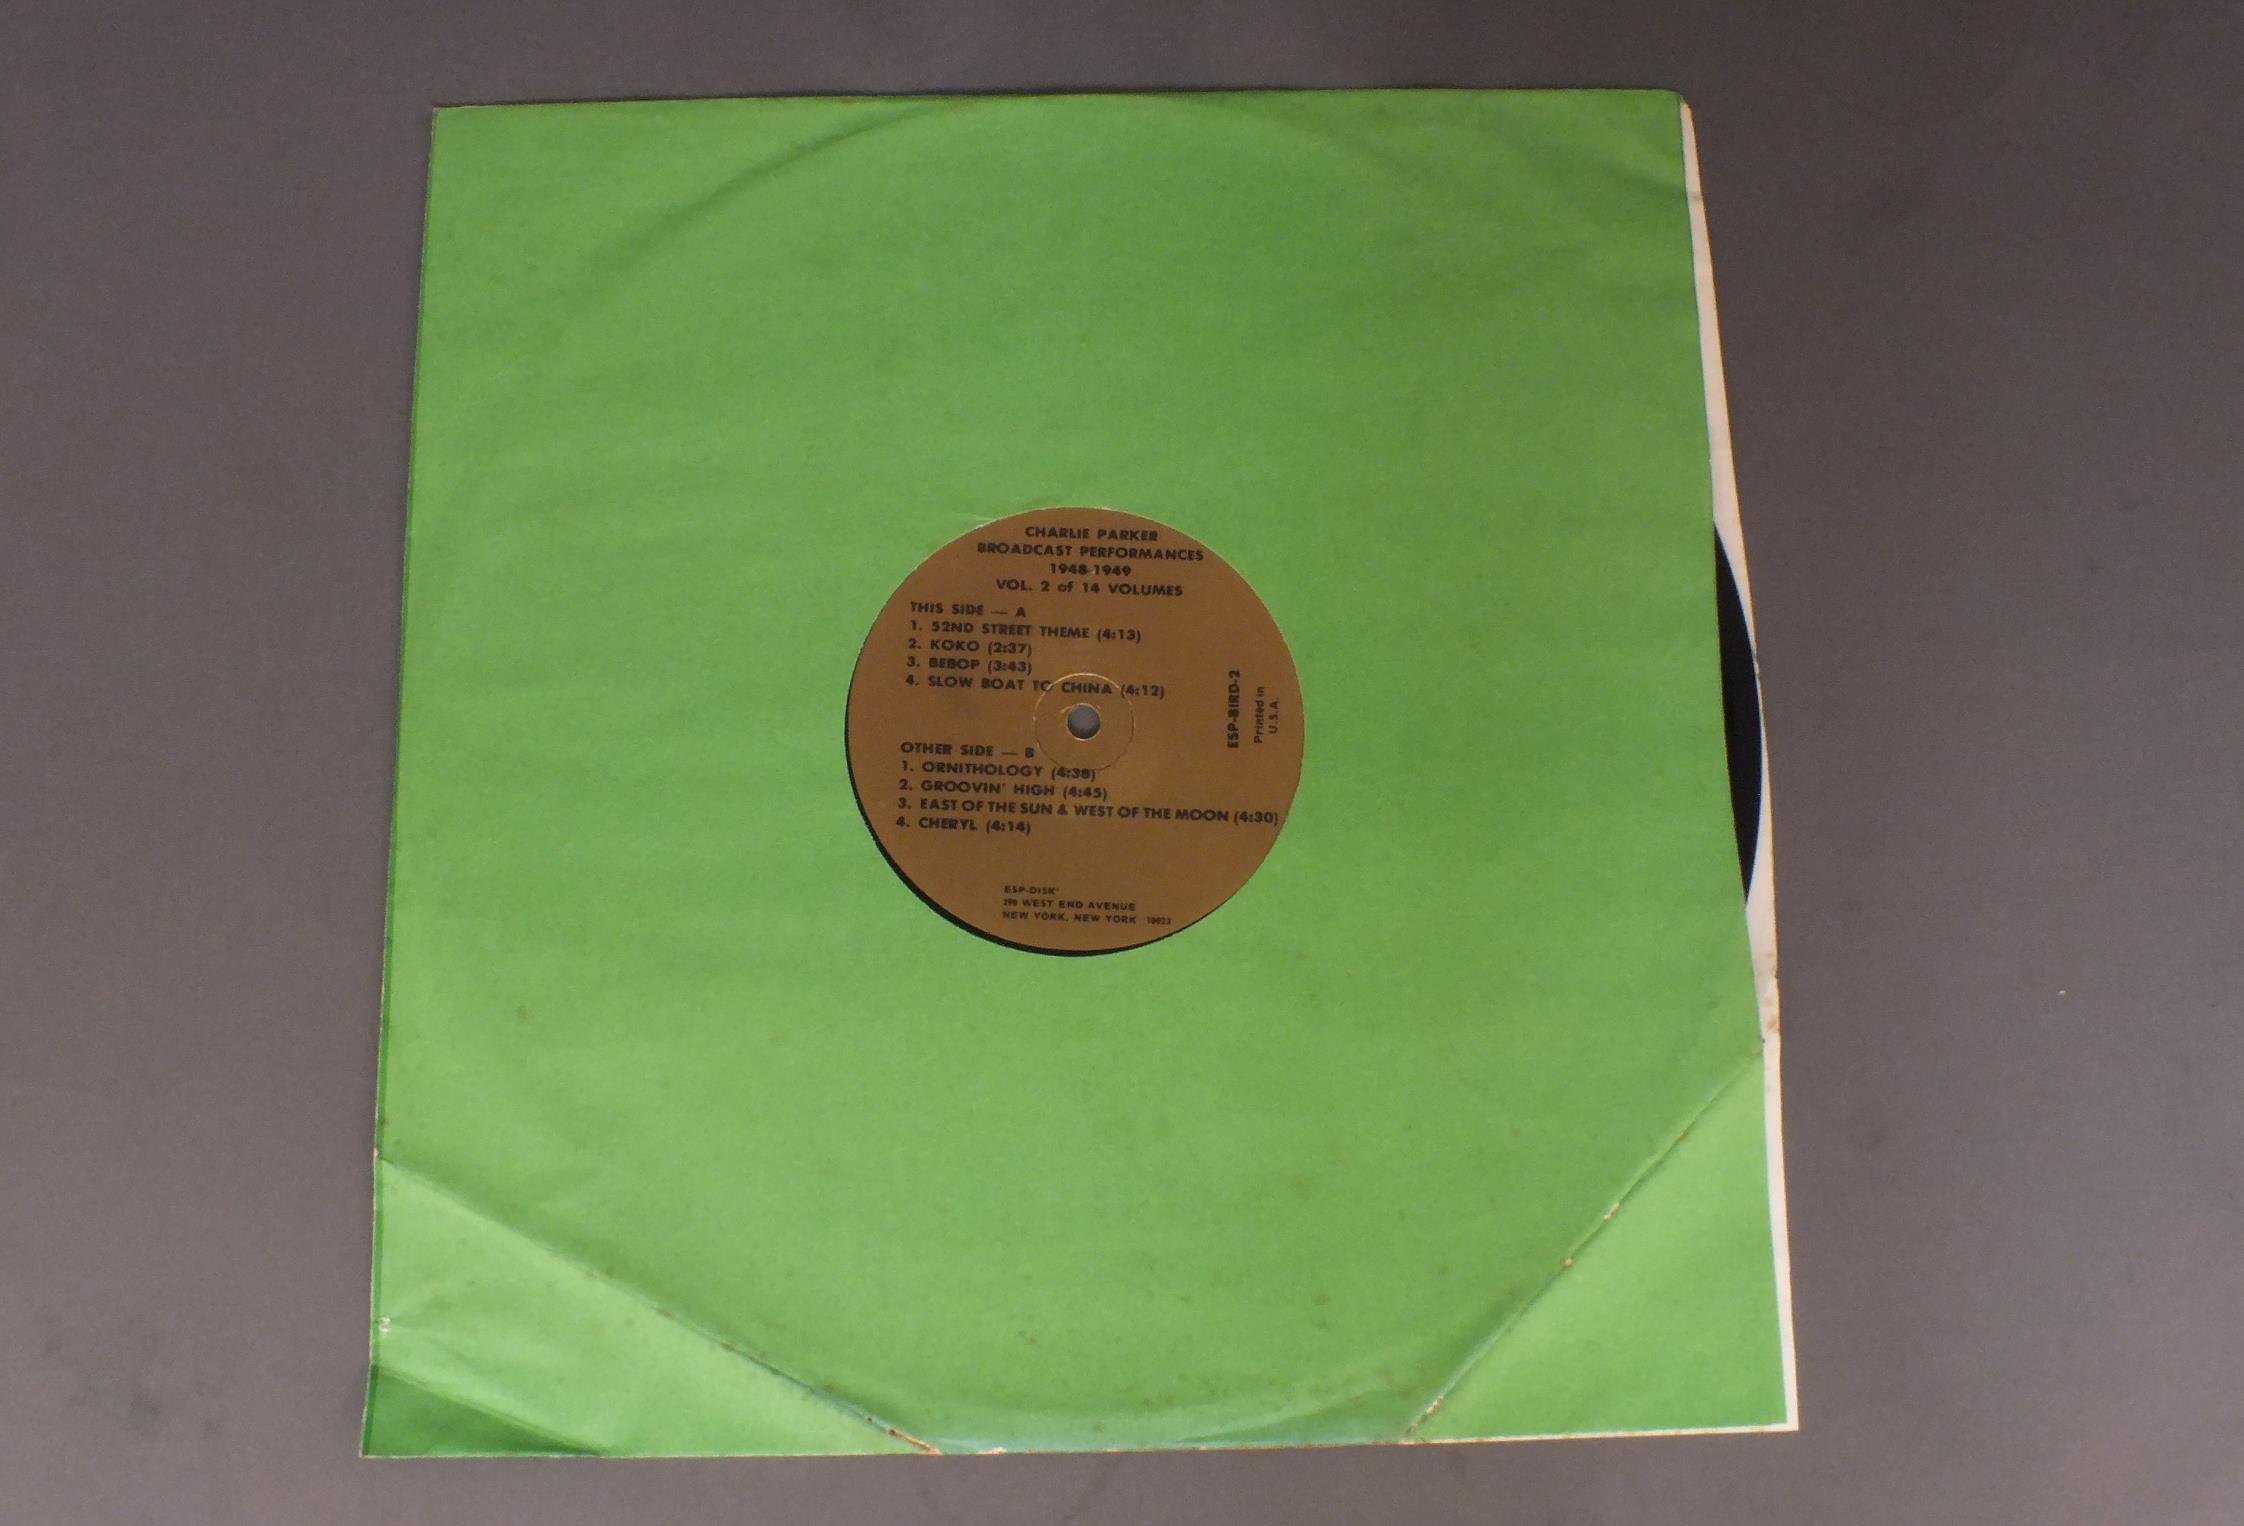 CHARLIE PARKER
BROADCAST PERFORMANCES
1948-1949
VOL. 2 of 14 VOLUMES
THIS SIDE — A
1. 52ND STREET THEME (4:13)
2. KOKO (2:37)
3. BEBOP (3:43)
4. SLOW BOAT TO CHINA (4:12)
ESP-BIRD-2
Printed in
U.S.A.
OTHER SIDE — B
1. ORNITHOLOGY (4:38)
2. GROOVIN' HIGH (4:45)
3. EAST OF THE SUN & WEST OF THE MOON (4:30)
4. CHERYL (4:14)
ESP-DISK'
290 WEST END AVENUE
NEW YORK, NEW YORK 10023